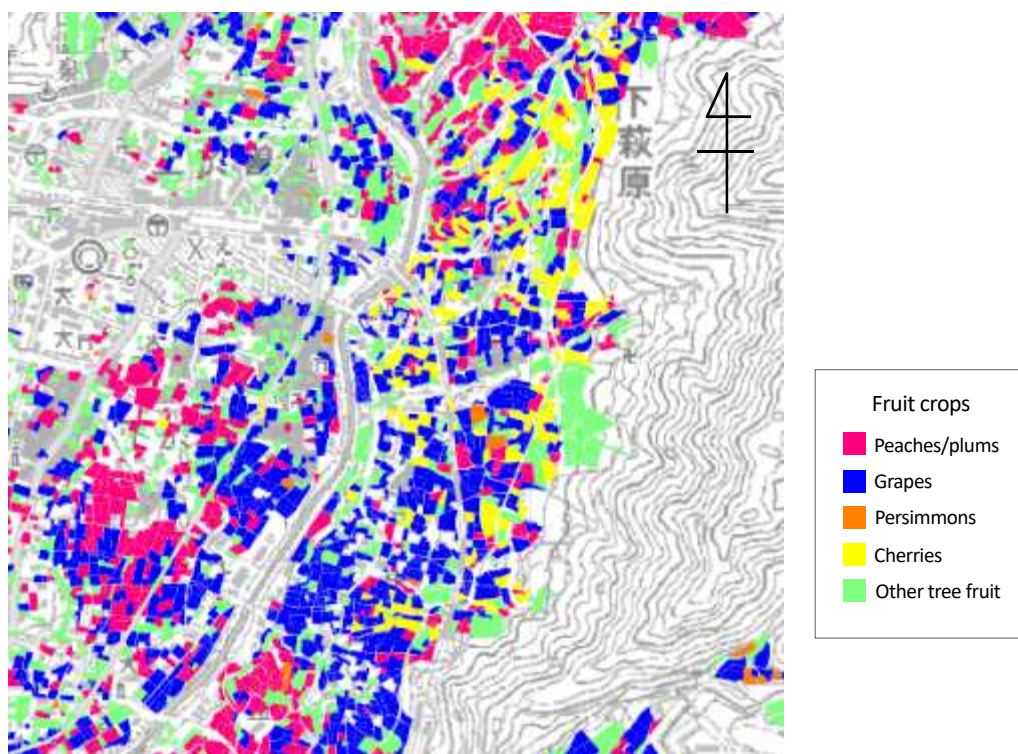 下萩原
Fruit crops
Peaches/plums
Grapes
Persimmons
Cherries
Other tree fruit